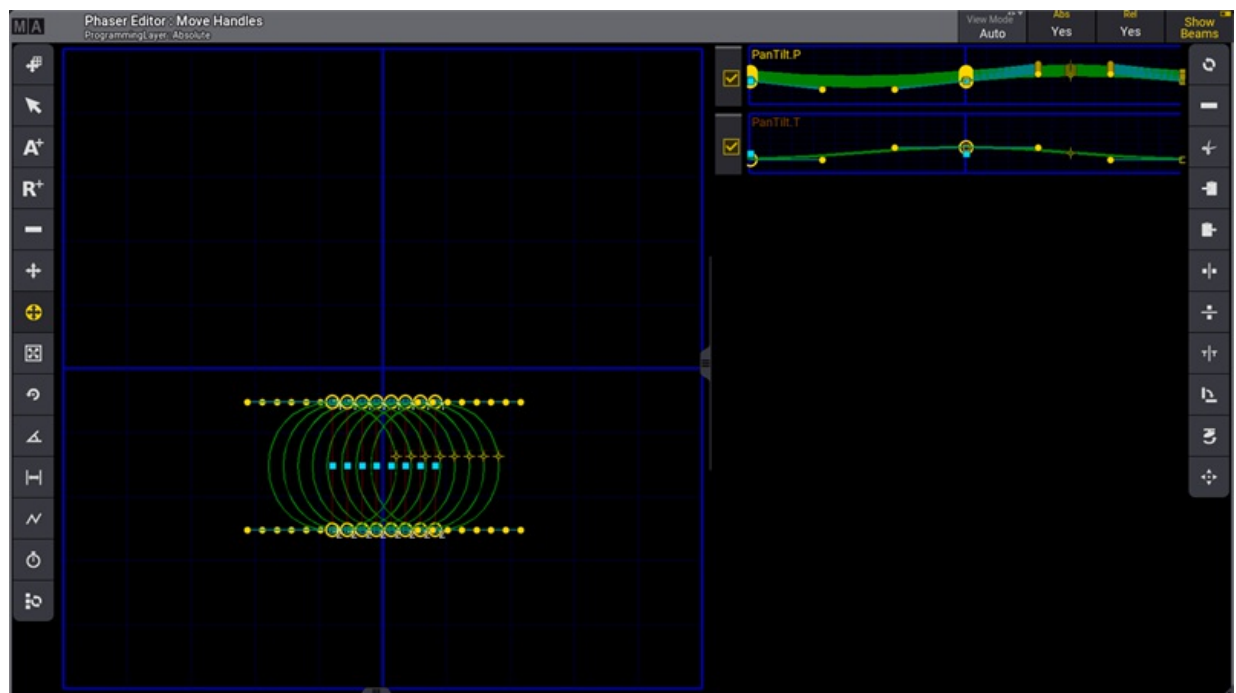 MA
Phaser Editor : Move Handles
ProgrammingLayer: Absolute
View Mode
Auto
Abs
Yes
Rel
Yes
Show
Beams
PanTilt.P
PanTilt.T
A+
R+